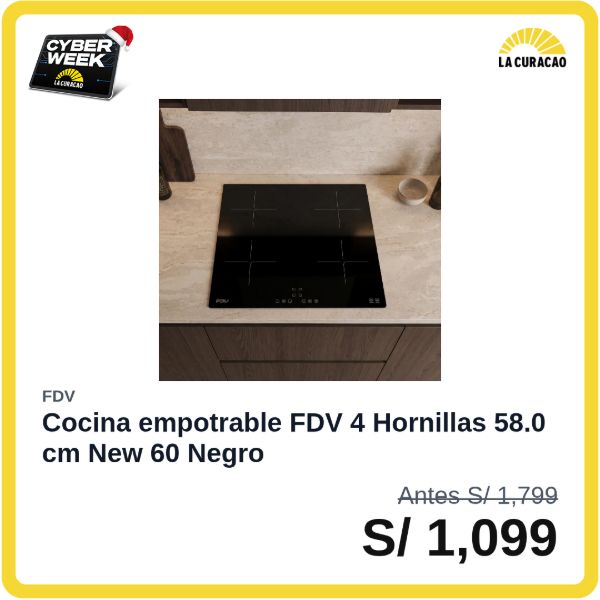 CYBER
WEEK
LA CURACAO
LA CURACAO
FDV
FDV
Cocina empotrable FDV 4 Hornillas 58.0
cm New 60 Negro
Antes S/ 1,799
S/ 1,099